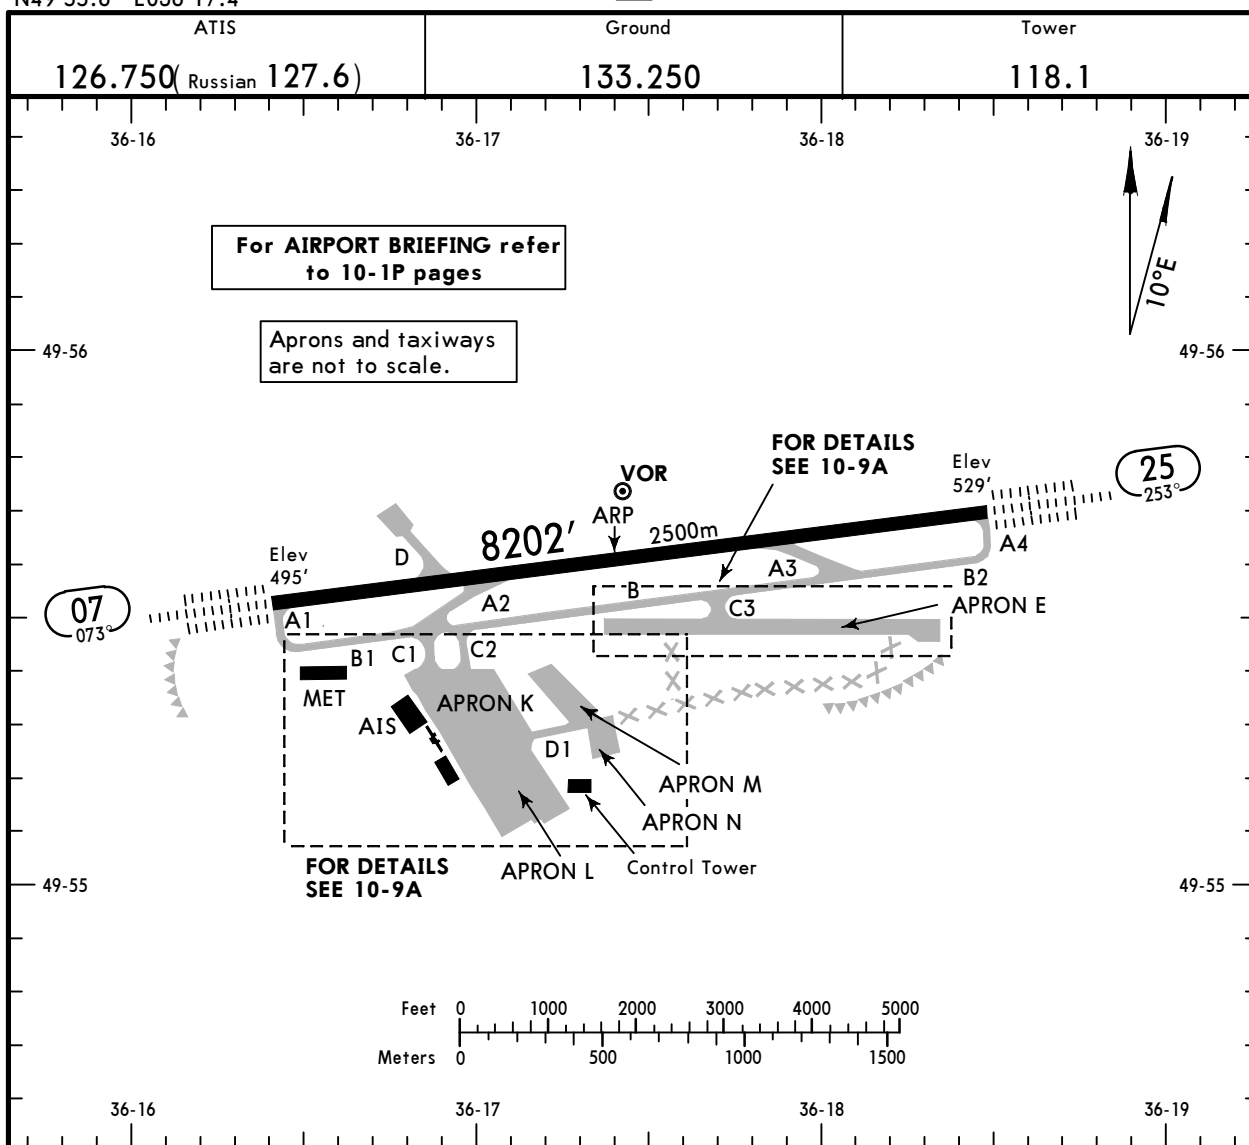 ATIS
Ground
Tower
126.750( Russian 127.6)
133.250
118.1
36-16
36-17
36-18
36-19
10°E
For AIRPORT BRIEFING refer
to 10-1P pages
Aprons and taxiways
are not to scale.
49-56
49-56
FOR DETAILS
SEE 10-9A
VOR
ARP
8202'
2500m
Elev
529'
25
253°
Elev
495'
07
073°
D
A1
A2
A3
A4
B
B2
C3
APRON E
B1
C1
C2
MET
AIS
APRON K
D1
APRON M
APRON N
APRON L
Control Tower
FOR DETAILS
SEE 10-9A
49-55
49-55
Feet 0 1000 2000 3000 4000 5000
Meters 0 500 1000 1500
36-16
36-17
36-18
36-19